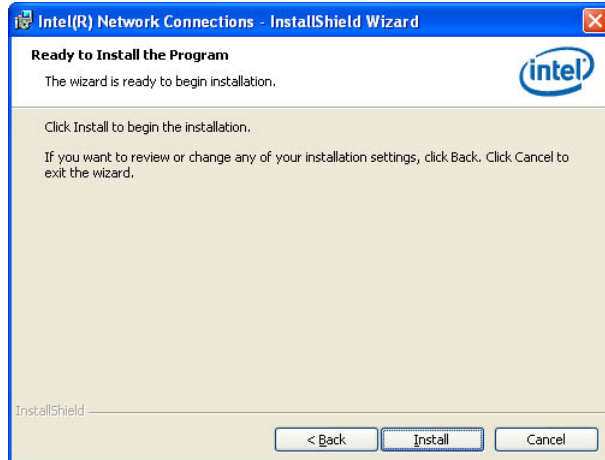 Intel(R) Network Connections - InstallShield Wizard
Ready to Install the Program
The wizard is ready to begin installation.
intel
Click Install to begin the installation.
If you want to review or change any of your installation settings, click Back. Click Cancel to
exit the wizard.
InstallShield
< Back
Install
Cancel